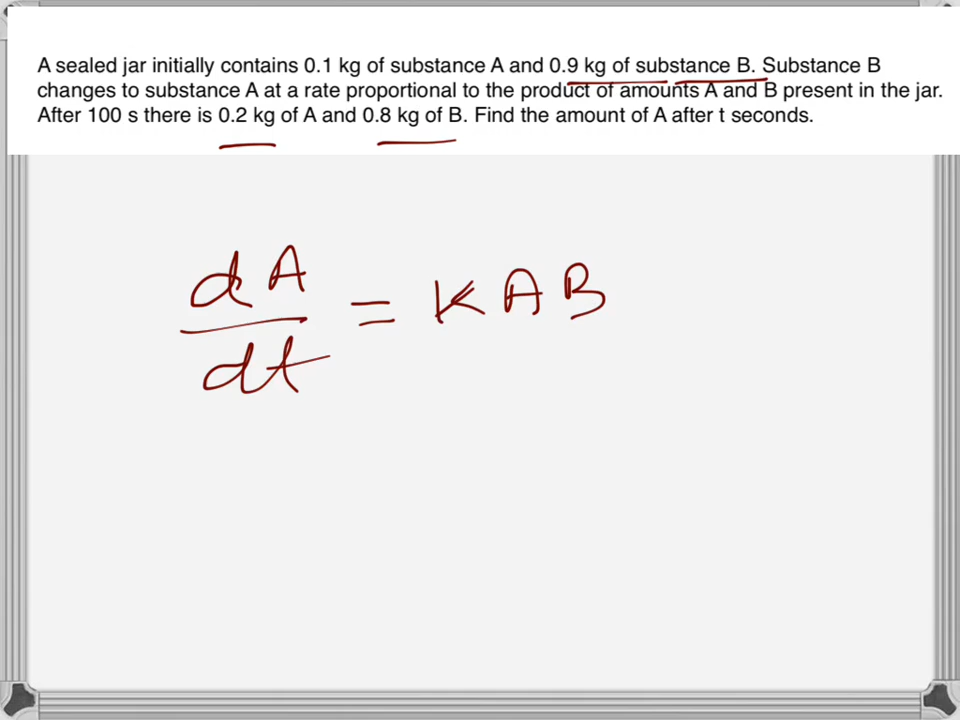 A sealed jar initially contains 0.1 kg of substance A and 0.9 kg of substance B. Substance B
changes to substance A at a rate proportional to the product of amounts A and B present in the jar.
After 100 s there is 0.2 kg of A and 0.8 kg of B. Find the amount of A after t seconds.
dA/dt = KAB